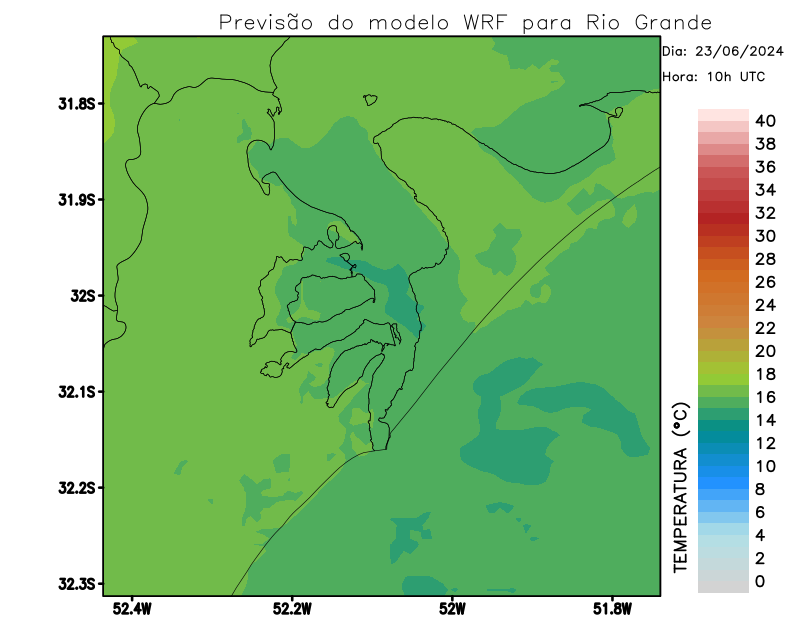 Previsão do modelo WRF para Rio Grande
Dia: 23/06/2024
Hora: 10h UTC
31.8S
31.9S
32S
32.1S
32.2S
32.3S
52.4W
52.2W
52W
51.8W
TEMPERATURA (°C)
40
38
36
34
32
30
28
26
24
22
20
18
16
14
12
10
8
6
4
2
0